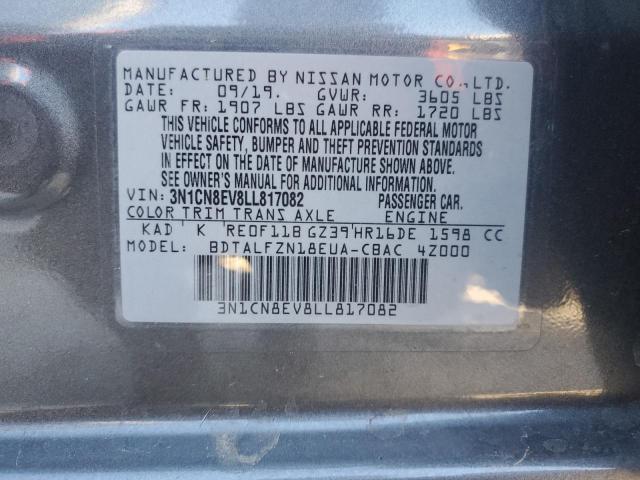 MANUFACTURED BY NISSAN MOTOR CO., LTD.
DATE: 09/19. GVWR: 3605 LBS
GAWR FR: 1907 LBS GAWR RR: 1720 LBS
THIS VEHICLE CONFORMS TO ALL APPLICABLE FEDERAL MOTOR
VEHICLE SAFETY, BUMPER AND THEFT PREVENTION STANDARDS
IN EFFECT ON THE DATE OF MANUFACTURE SHOWN ABOVE.
SEE OWNER'S MANUAL FOR ADDITIONAL INFORMATION
VIN: 3N1CN8EV8LL817082 PASSENGER CAR.
COLOR TRIM TRANS AXLE ENGINE
KAD K RE0F11B GZ39 HR16DE 1598 CC
MODEL: BDTALFZN18EUA-CBAC 4Z000
3N1CN8EV8LL817082